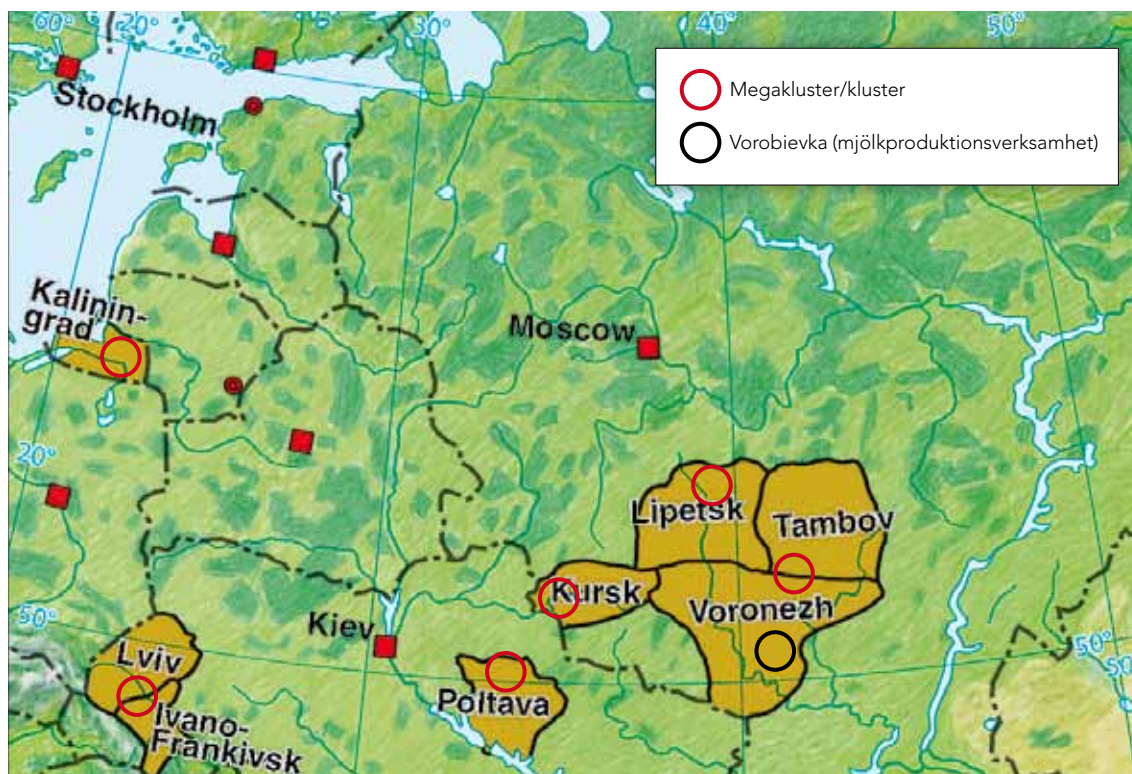 60°
20°
30°
40°
50°
Megakluster/kluster
Vorobievka (mjölkproduktionsverksamhet)
Stockholm
Kalinin-
grad
Moscow
20°
Lipetsk
Tambov
Kursk
Voronezh
Kiev
50°
50°
50
Lviv
Poltava
Ivano-
Frankivsk